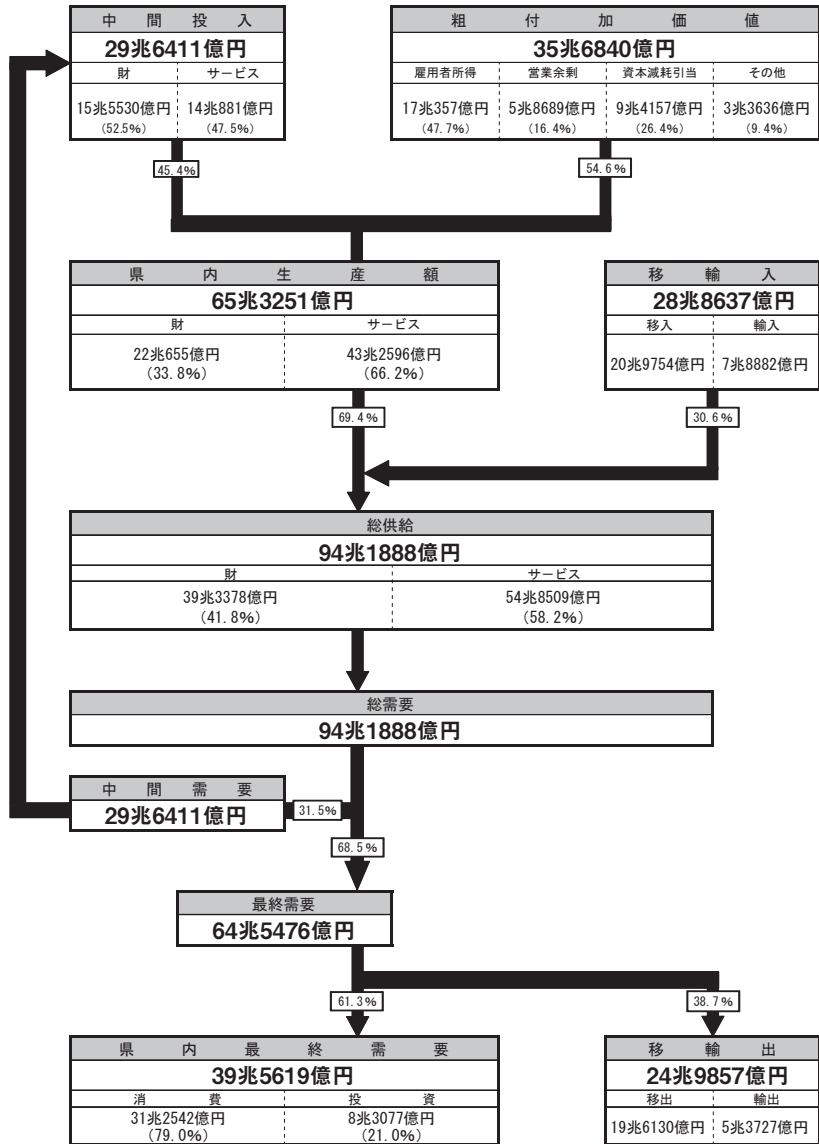 中間投入
29兆6411億円
財 サービス
15兆5530億円 14兆881億円
(52.5%) (47.5%)
粗付加価値
35兆6840億円
雇用者所得 営業余剰 資本減耗引当 その他
17兆357億円 5兆8689億円 9兆4157億円 3兆3636億円
(47.7%) (16.4%) (26.4%) (9.4%)
45.4% 54.6%
県内生産額
65兆3251億円
財 サービス
22兆655億円 43兆2596億円
(33.8%) (66.2%)
移輸入
28兆8637億円
移入 輸入
20兆9754億円 7兆8882億円
69.4% 30.6%
総供給
94兆1888億円
財 サービス
39兆3378億円 54兆8509億円
(41.8%) (58.2%)
総需要
94兆1888億円
中間需要
29兆6411億円
31.5%
68.5%
最終需要
64兆5476億円
61.3% 38.7%
県内最終需要
39兆5619億円
消費 投資
31兆2542億円 8兆3077億円
(79.0%) (21.0%)
移輸出
24兆9857億円
移出 輸出
19兆6130億円 5兆3727億円